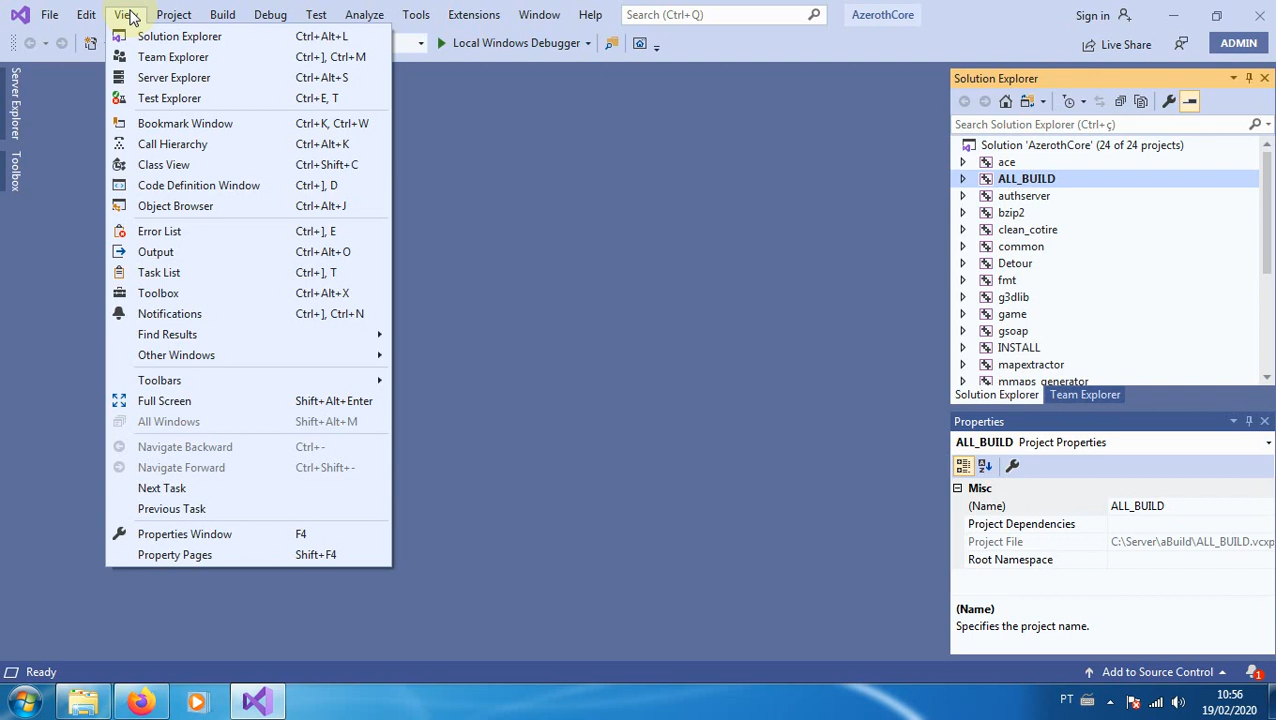 File Edit View Project Build Debug Test Analyze Tools Extensions Window Help Search (Ctrl+Q) AzerothCore Sign in
Local Windows Debugger Live Share ADMIN
Server Explorer
Toolbox
Solution Explorer Ctrl+Alt+L
Team Explorer Ctrl+], Ctrl+M
Server Explorer Ctrl+Alt+S
Test Explorer Ctrl+E, T
Bookmark Window Ctrl+K, Ctrl+W
Call Hierarchy Ctrl+Alt+K
Class View Ctrl+Shift+C
Code Definition Window Ctrl+], D
Object Browser Ctrl+Alt+J
Error List Ctrl+], E
Output Ctrl+Alt+O
Task List Ctrl+], T
Toolbox Ctrl+Alt+X
Notifications Ctrl+], Ctrl+N
Find Results
Other Windows
Toolbars
Full Screen Shift+Alt+Enter
All Windows Shift+Alt+M
Navigate Backward Ctrl+-
Navigate Forward Ctrl+Shift+-
Next Task
Previous Task
Properties Window F4
Property Pages Shift+F4
Solution Explorer
Search Solution Explorer (Ctrl+ç)
Solution 'AzerothCore' (24 of 24 projects)
ace
ALL_BUILD
authserver
bzip2
clean_cotire
common
Detour
fmt
g3dlib
game
gsoap
INSTALL
mapextractor
mmaps_generator
Solution Explorer Team Explorer
Properties
ALL_BUILD Project Properties
Misc
(Name) ALL_BUILD
Project Dependencies
Project File C:\Server\aBuild\ALL_BUILD.vcxp
Root Namespace
(Name)
Specifies the project name.
Ready Add to Source Control 1
PT 10:56
19/02/2020